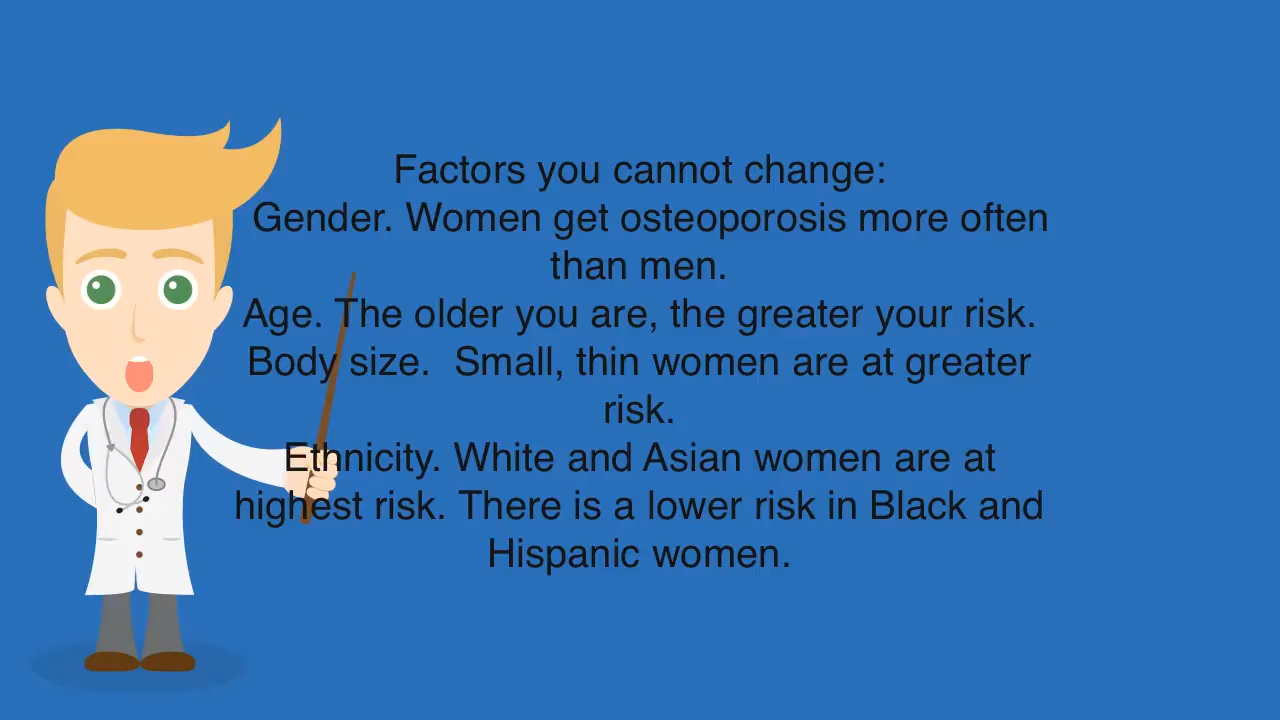 Factors you cannot change:
Gender. Women get osteoporosis more often
than men.
Age. The older you are, the greater your risk.
Body size.  Small, thin women are at greater
risk.
Ethnicity. White and Asian women are at
highest risk. There is a lower risk in Black and
Hispanic women.